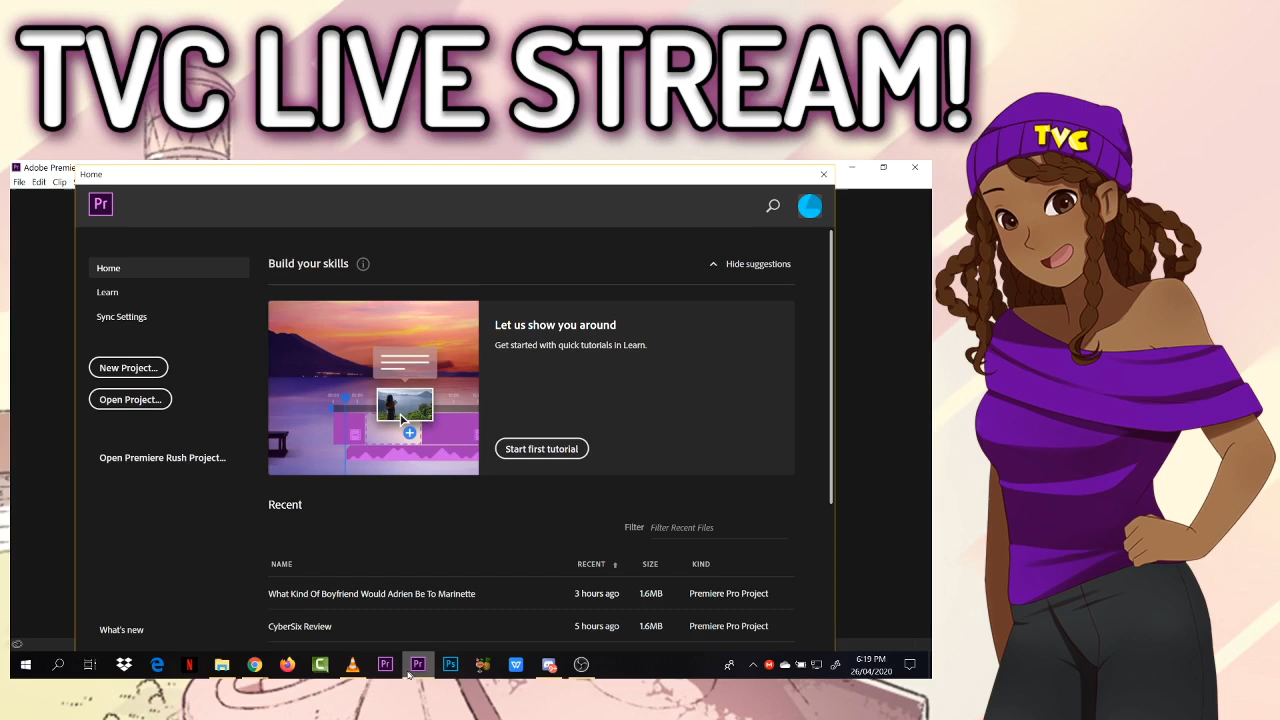 TVC LIVE STREAM!
TVC
Pr Adobe Premie
File Edit Clip
Home
Pr
Home
Learn
Sync Settings
New Project...
Open Project...
Open Premiere Rush Project...
What's new
Build your skills
Hide suggestions
Let us show you around
Get started with quick tutorials in Learn.
Start first tutorial
Recent
Filter Filter Recent Files
NAME RECENT SIZE KIND
What Kind Of Boyfriend Would Adrien Be To Marinette 3 hours ago 1.6MB Premiere Pro Project
CyberSix Review 5 hours ago 1.6MB Premiere Pro Project
Pr Pr Ps
6:19 PM
26/04/2020